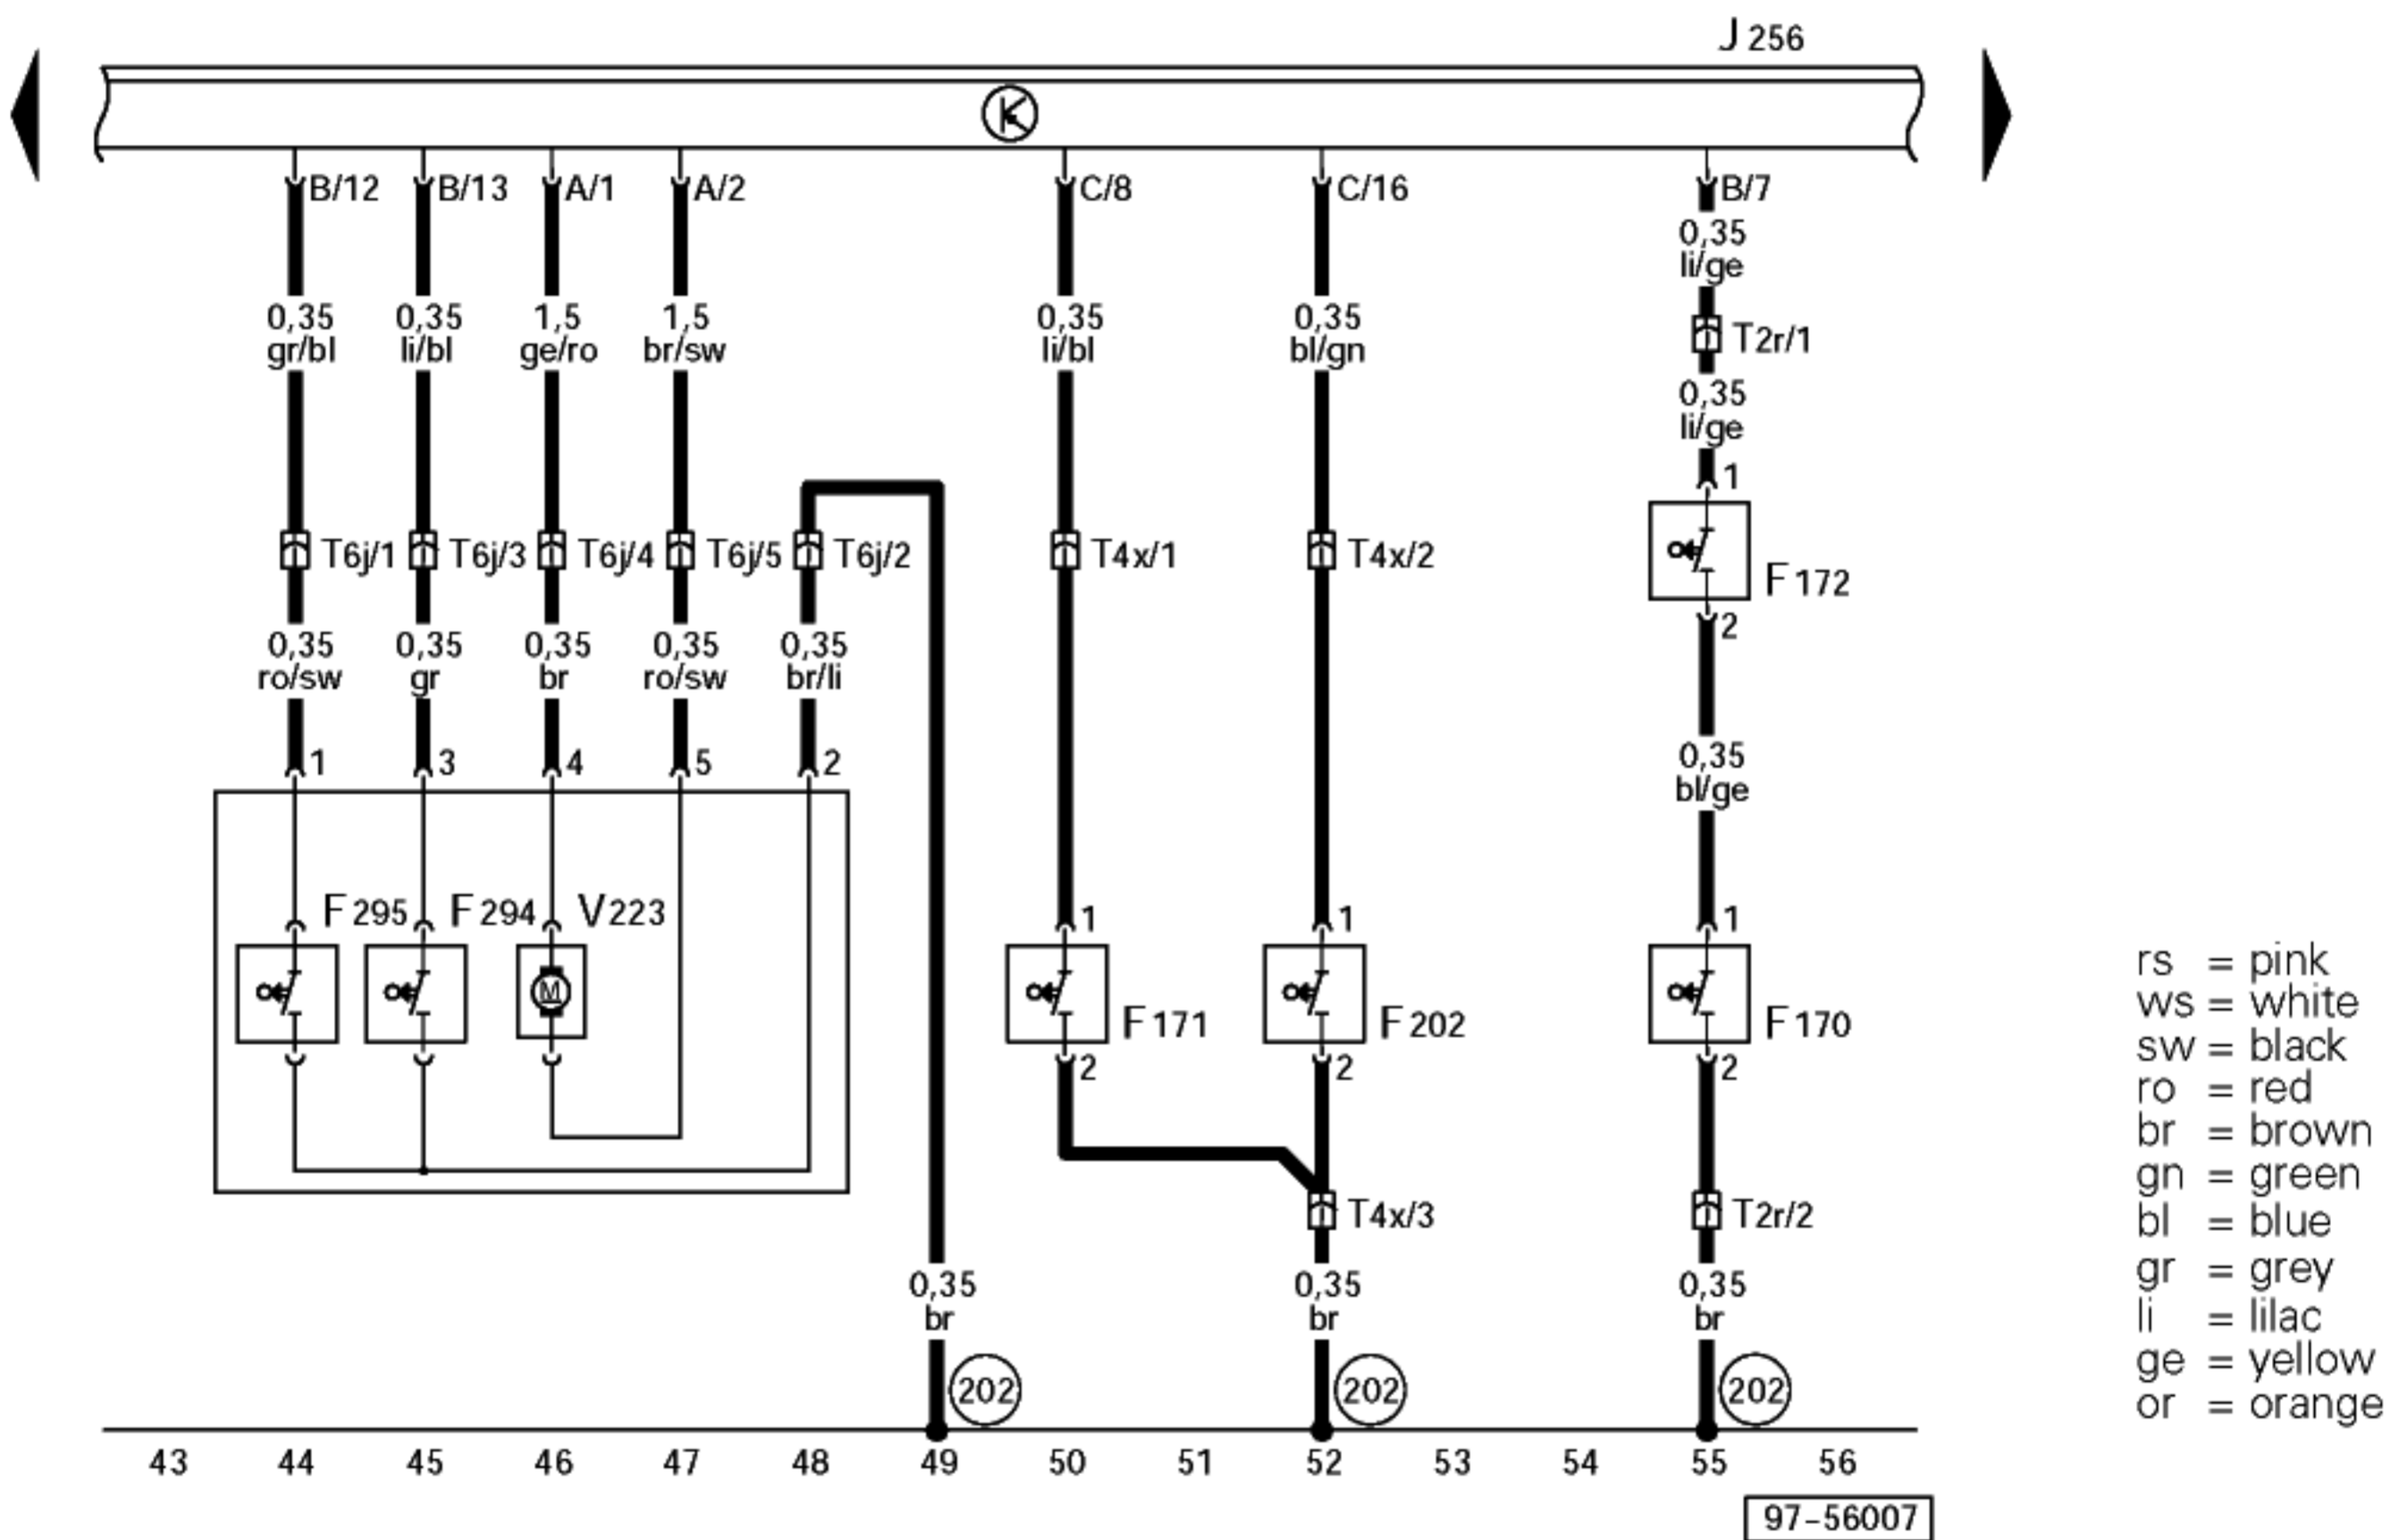 J 256
B/12 B/13 A/1 A/2 C/8 C/16 B/7
0,35
li/ge
0,35 0,35 1,5 1,5 0,35 0,35
gr/bl li/bl ge/ro br/sw li/bl bl/gn
T2r/1
0,35
li/ge
1
T6j/1 T6j/3 T6j/4 T6j/5 T6j/2 T4x/1 T4x/2
F 172
2
0,35 0,35 0,35 0,35 0,35
ro/sw gr br ro/sw br/li
1 3 4 5 2
0,35
bl/ge
F 295 F 294 V 223
1 1 1
F 171 F 202 F 170
2 2 2
T4x/3 T2r/2
0,35 0,35 0,35
br br br
202 202 202
43 44 45 46 47 48 49 50 51 52 53 54 55 56
97-56007
rs = pink
ws = white
sw = black
ro = red
br = brown
gn = green
bl = blue
gr = grey
li = lilac
ge = yellow
or = orange